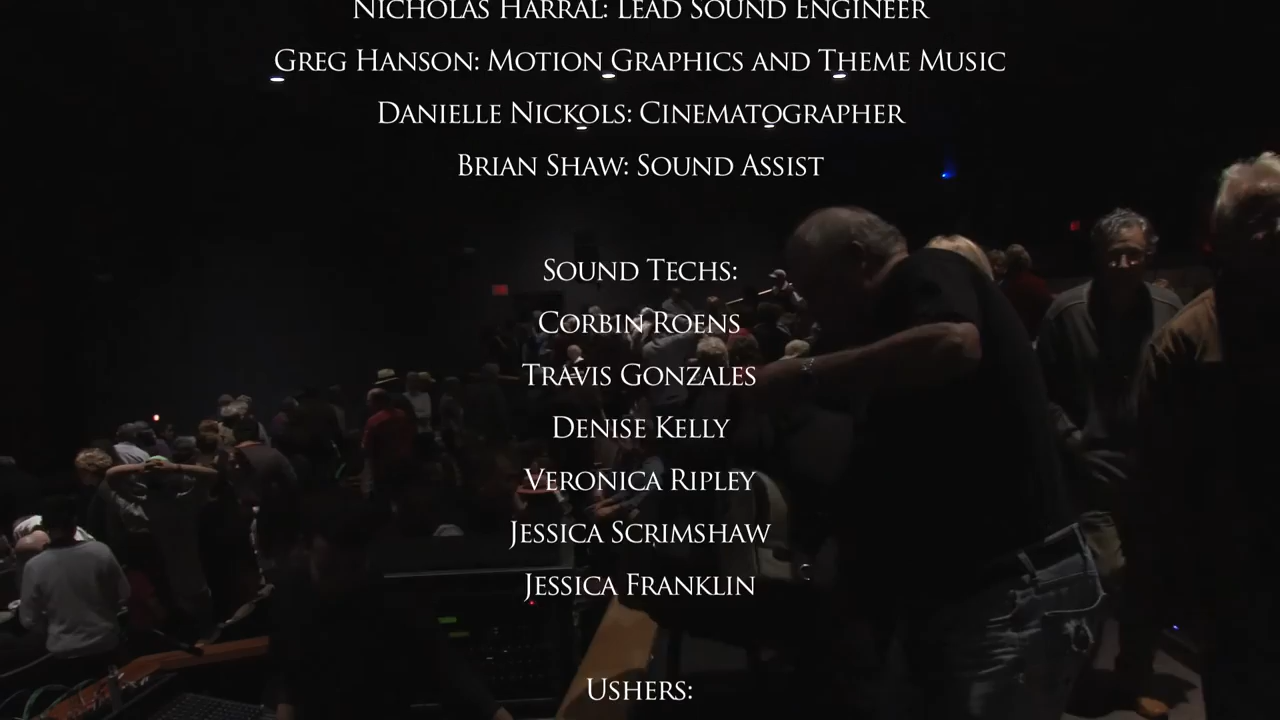 Nicholas Harral: Lead Sound Engineer
Greg Hanson: Motion Graphics and Theme Music
Danielle Nickols: Cinematographer
Brian Shaw: Sound Assist
Sound Techs:
Corbin Roens
Travis Gonzales
Denise Kelly
Veronica Ripley
Jessica Scrimshaw
Jessica Franklin
Ushers: